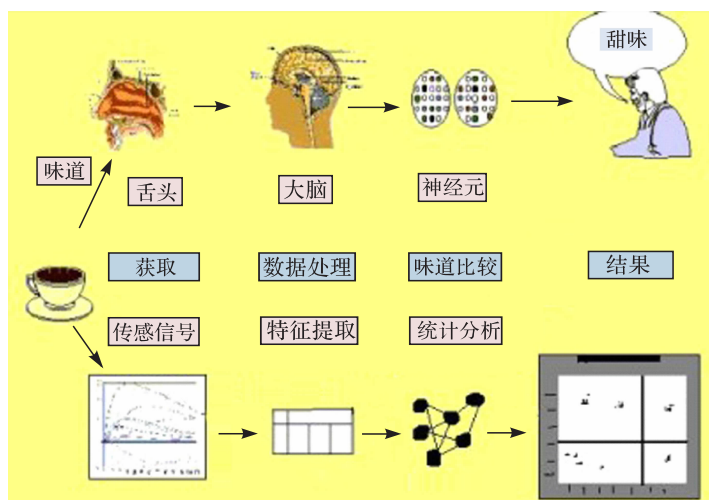 甜味
味道
舌头
大脑
神经元
获取
数据处理
味道比较
结果
传感信号
特征提取
统计分析